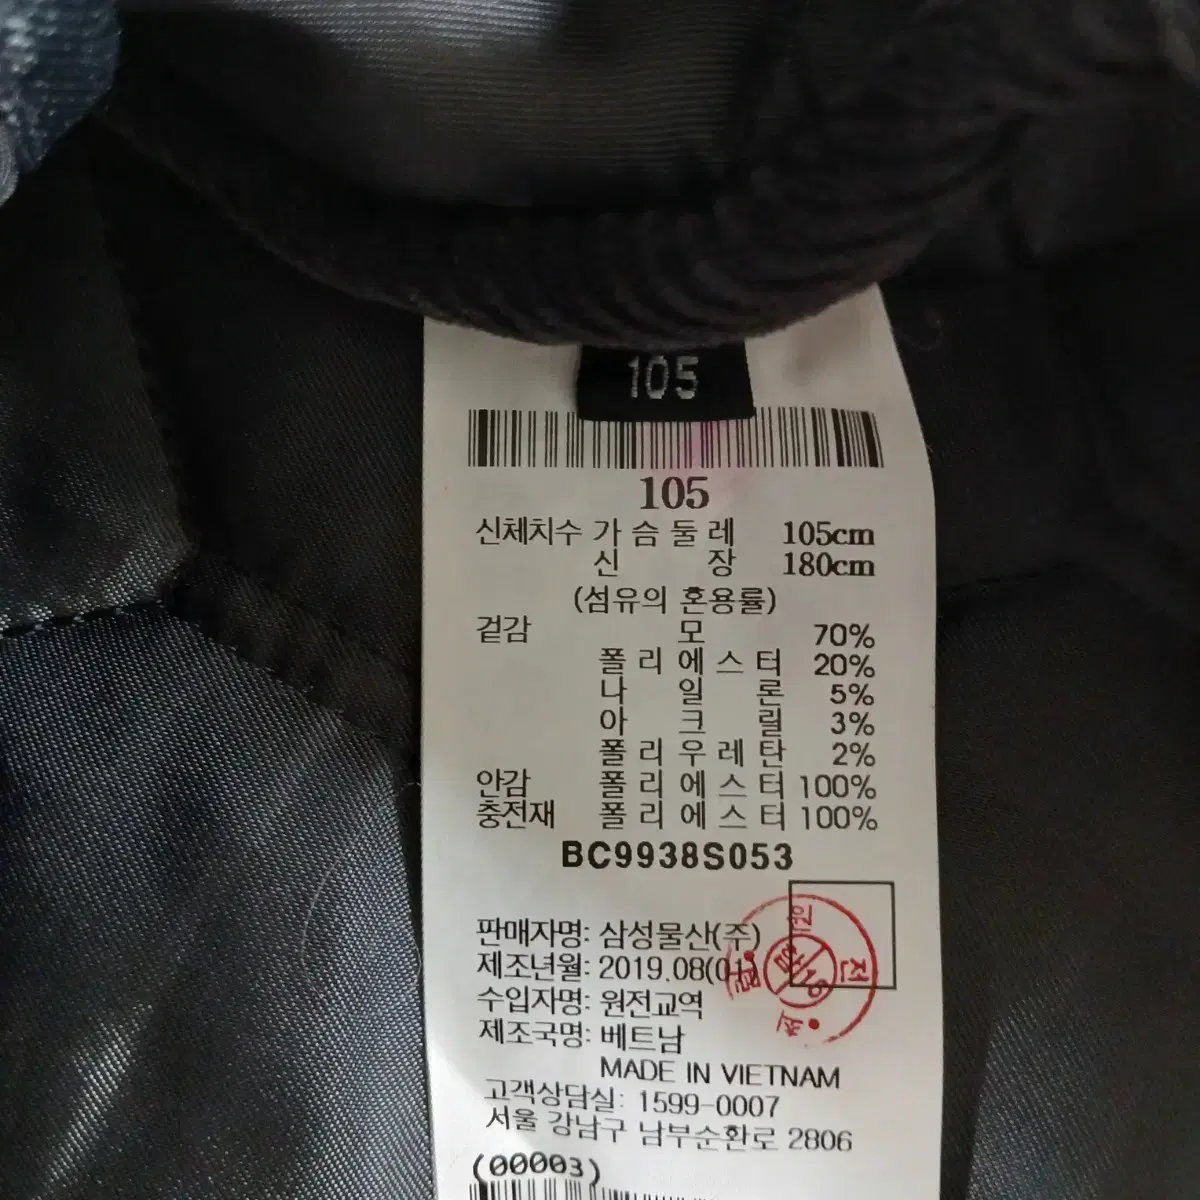 105
105
신체치수 가슴둘레 105cm
신장 180cm
(섬유의 혼용률)
겉감 모 70%
폴리에스터 20%
나일론 5%
아크릴 3%
폴리우레탄 2%
안감 폴리에스터 100%
충전재 폴리에스터 100%
BC9938S053
판매자명: 삼성물산(주)
제조년월: 2019.08(01)
수입자명: 원전교역
제조국명: 베트남
MADE IN VIETNAM
고객상담실: 1599-0007
서울 강남구 남부순환로 2806
(00003)